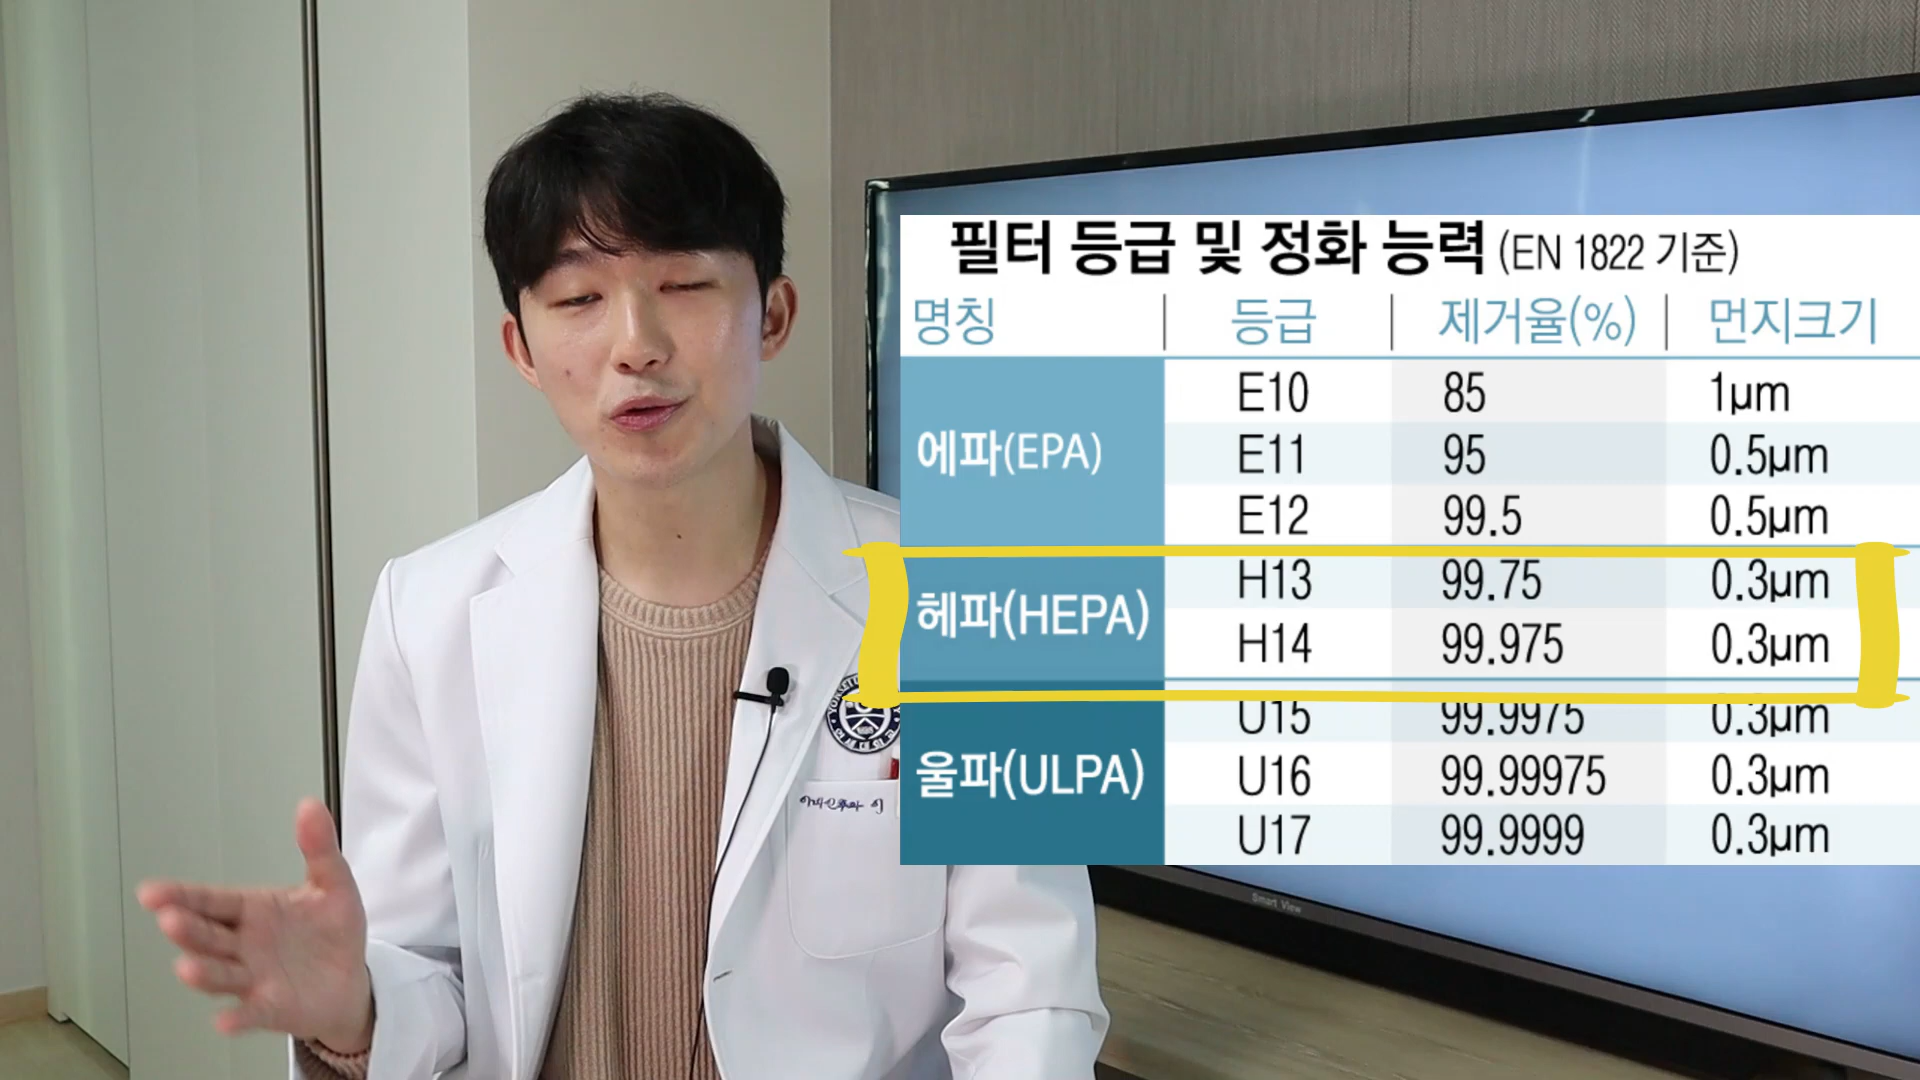 필터 등급 및 정화 능력 (EN 1822 기준)
명칭 등급 제거율(%) 먼지크기
에파(EPA) E10 85 1μm
E11 95 0.5μm
E12 99.5 0.5μm
헤파(HEPA) H13 99.75 0.3μm
H14 99.975 0.3μm
울파(ULPA) U15 99.9975 0.3μm
U16 99.99975 0.3μm
U17 99.9999 0.3μm
Smart View